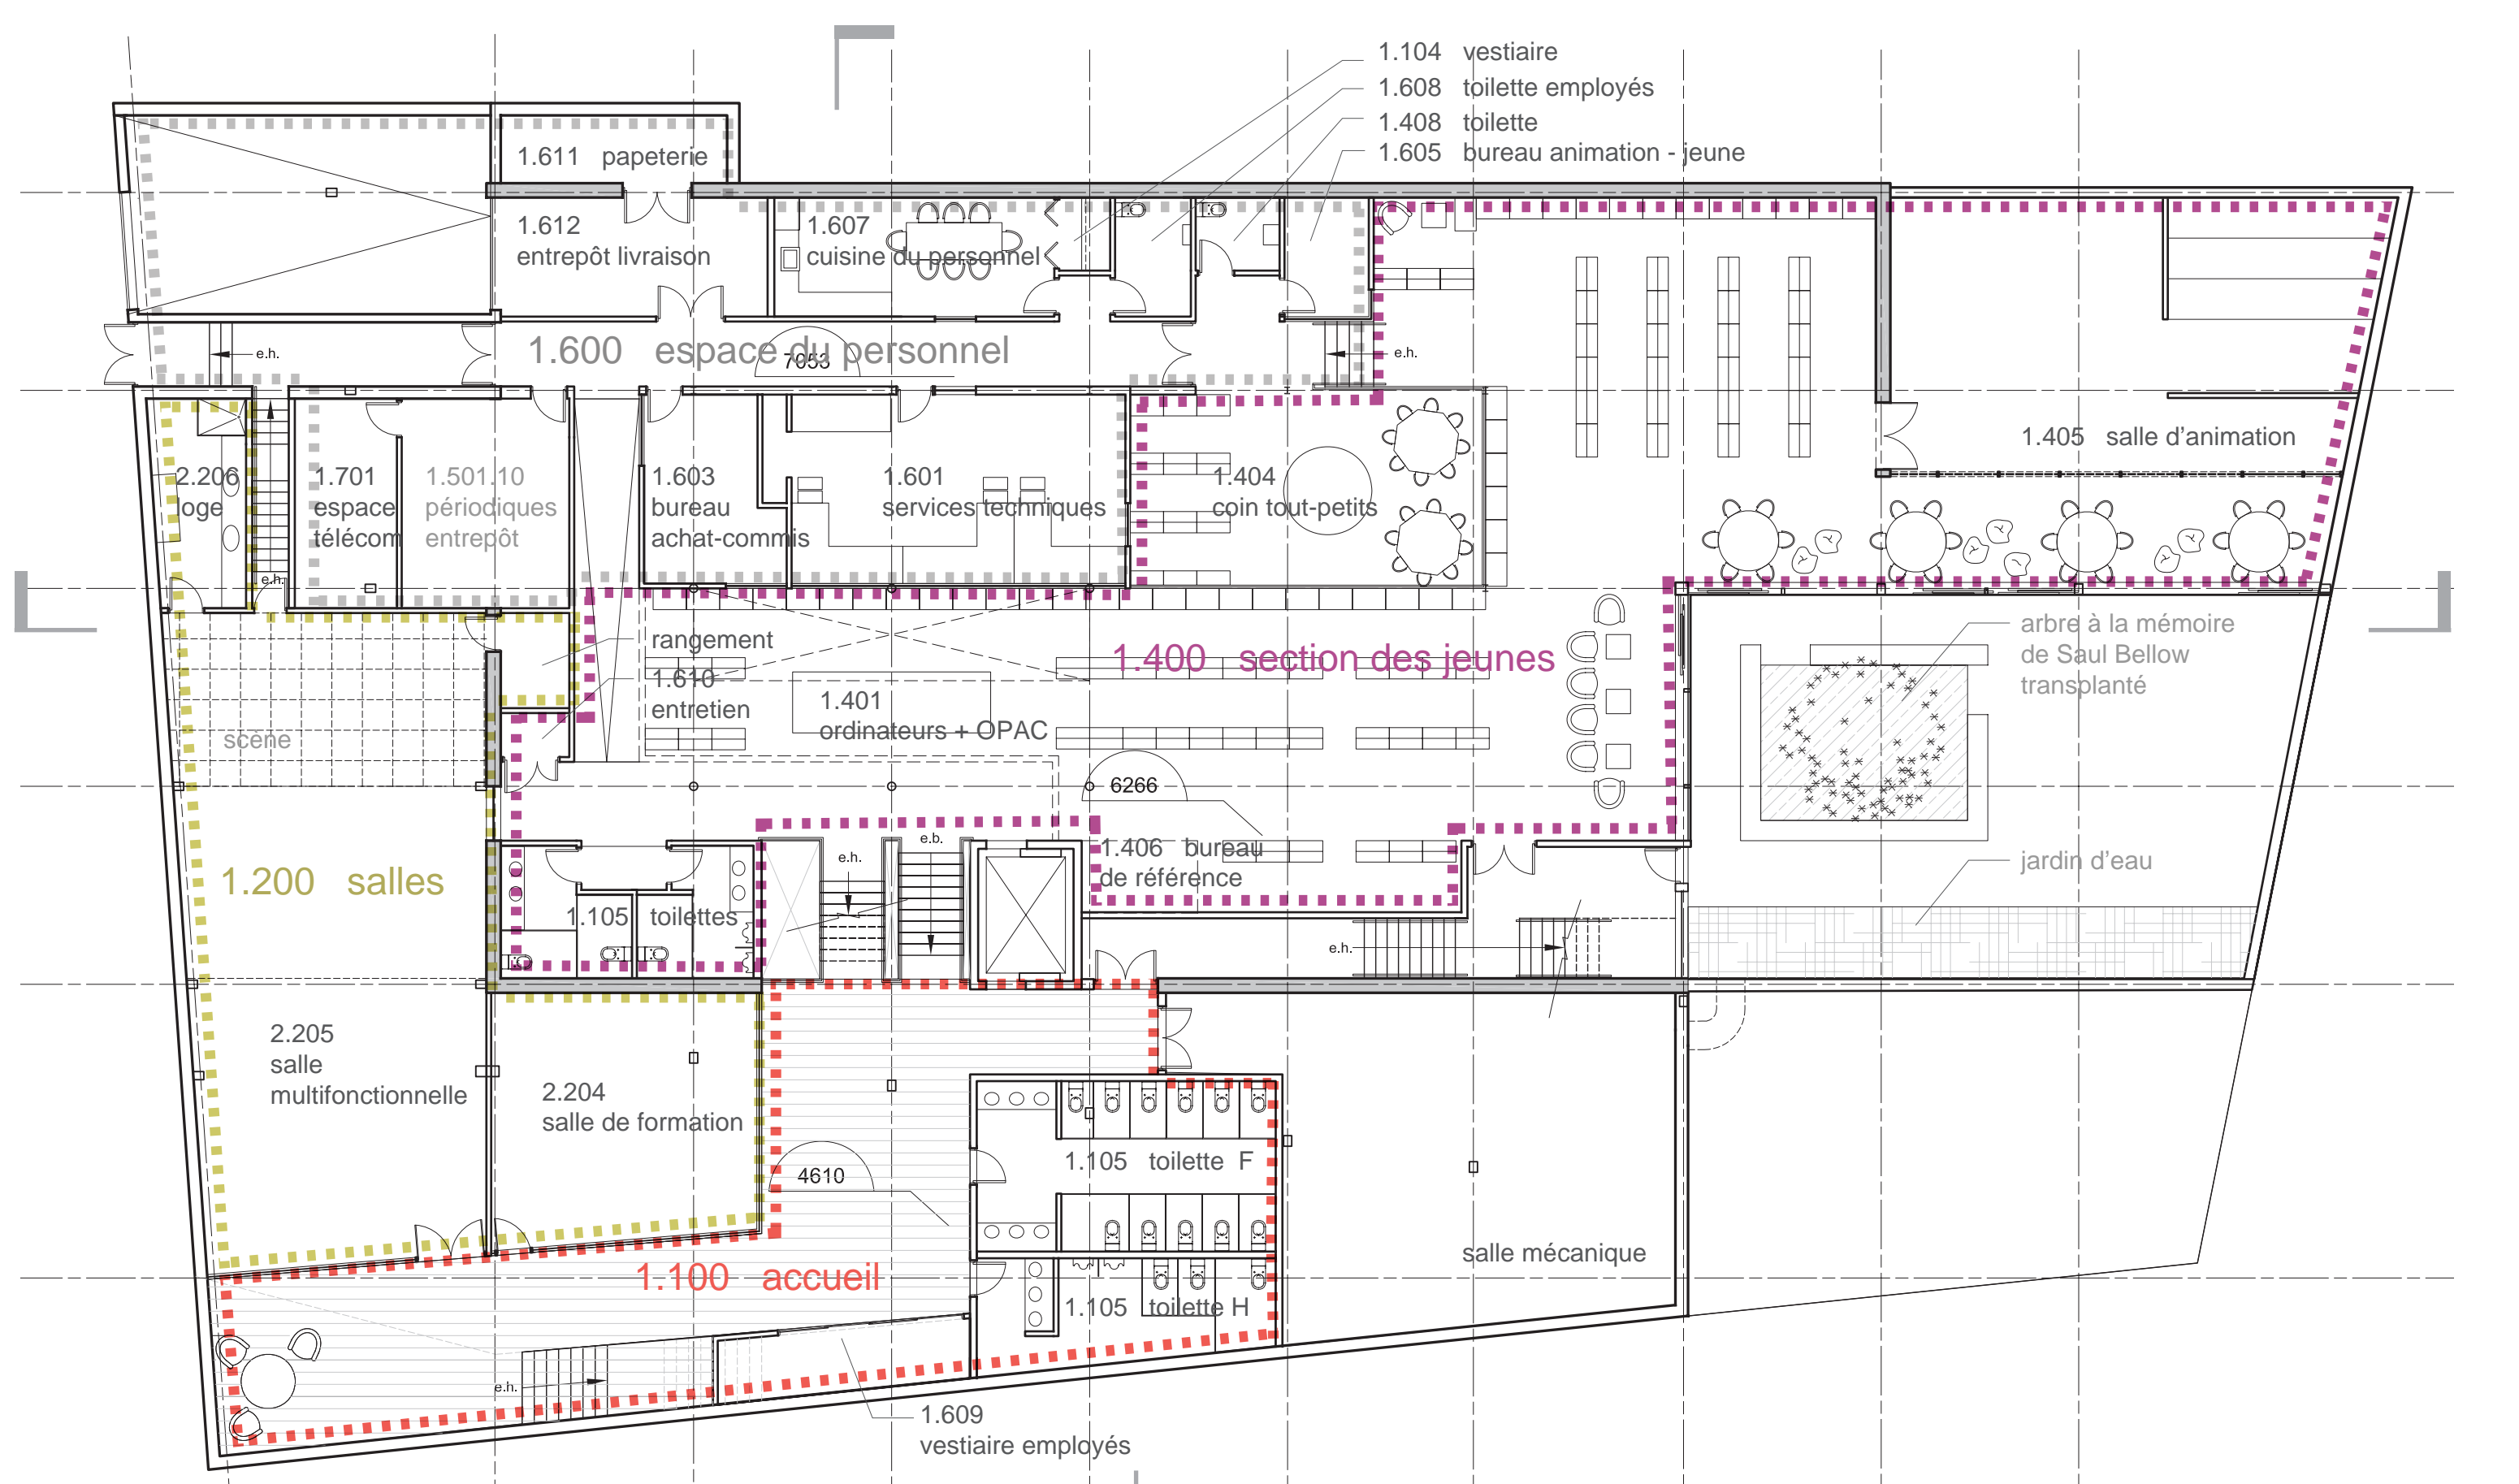 1.104 vestiaire
1.608 toilette employés
1.408 toilette
1.605 bureau animation - jeune
1.611 papeterie
1.612
entrepôt livraison
1.607
cuisine du personnel
e.h.
1.600 espace du personnel
7053
e.h.
2.206
loge
1.701
espace
télécom
1.501.10
périodiques
entrepôt
1.603
bureau
achat-commis
1.601
services techniques
1.404
coin tout-petits
1.405 salle d'animation
e.h.
rangement
1.610
entretien
1.400 section des jeunes
1.401
ordinateurs + OPAC
arbre à la mémoire
de Saul Bellow
transplanté
scène
6266
1.200 salles
e.h.
e.b.
1.406 bureau
de référence
jardin d'eau
1.105 toilettes
e.h.
2.205
salle
multifonctionnelle
2.204
salle de formation
4610
1.105 toilette F
salle mécanique
1.100 accueil
1.105 toilette H
e.h.
1.609
vestiaire employés